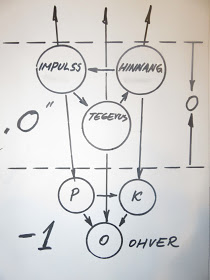 IMPULSS HINNANG
TEGEVUS
.0" 0
P K
-1 O OHVER